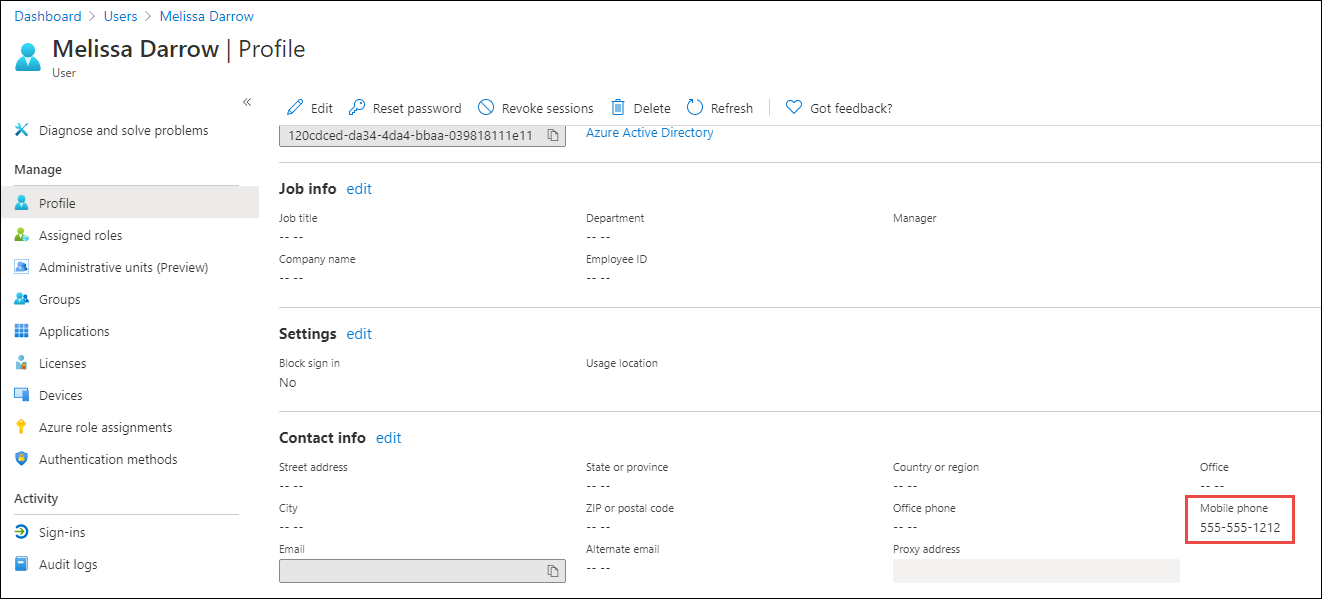 Dashboard > Users > Melissa Darrow
Melissa Darrow | Profile
User
«
Edit Reset password Revoke sessions Delete Refresh Got feedback?
Diagnose and solve problems
Manage
Profile
Assigned roles
Administrative units (Preview)
Groups
Applications
Licenses
Devices
Azure role assignments
Authentication methods
Activity
Sign-ins
Audit logs
120cdced-da34-4da4-bbaa-039818111e11 Azure Active Directory
Job info edit
Job title Department Manager
-- -- -- --
Company name Employee ID
-- -- -- --
Settings edit
Block sign in Usage location
No
Contact info edit
Street address State or province Country or region Office
-- -- -- -- -- -- -- --
City ZIP or postal code Office phone Mobile phone
-- -- -- -- -- -- 555-555-1212
Email Alternate email Proxy address
-- --